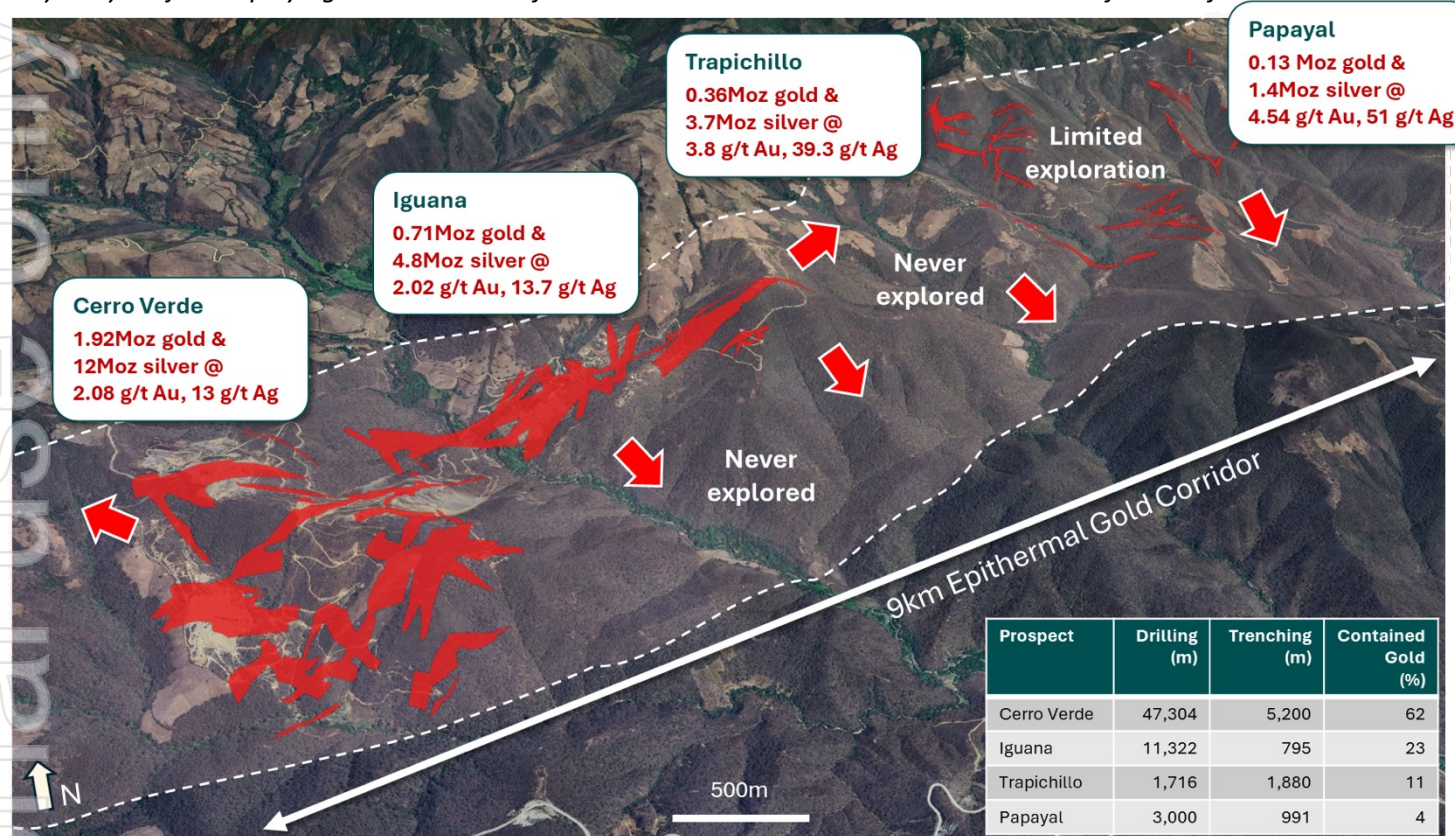 Cerro Verde
1.92Moz gold &
12Moz silver @
2.08 g/t Au, 13 g/t Ag
Iguana
0.71Moz gold &
4.8Moz silver @
2.02 g/t Au, 13.7 g/t Ag
Trapichillo
0.36Moz gold &
3.7Moz silver @
3.8 g/t Au, 39.3 g/t Ag
Papayal
0.13 Moz gold &
1.4Moz silver @
4.54 g/t Au, 51 g/t Ag
Limited
exploration
Never
explored
Never
explored
9km Epithermal Gold Corridor
500m
N
Prospect Drilling (m) Trenching (m) Contained Gold (%)
Cerro Verde 47,304 5,200 62
Iguana 11,322 795 23
Trapichillo 1,716 1,880 11
Papayal 3,000 991 4
use only